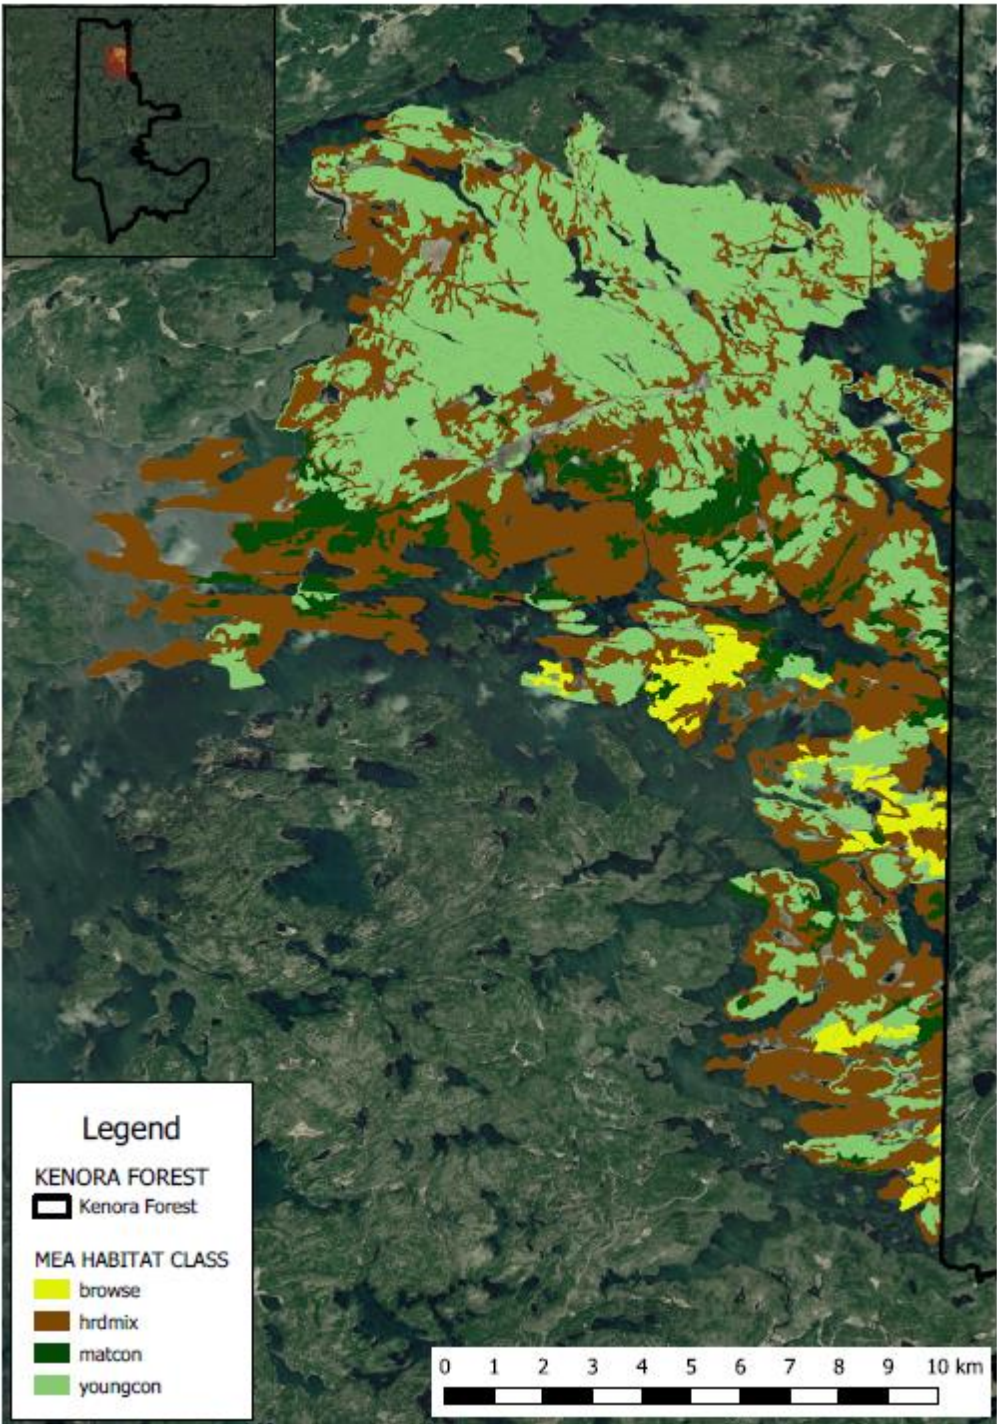 Legend
KENORA FOREST
Kenora Forest
MEA HABITAT CLASS
browse
hrdmix
matcon
youngcon
0 1 2 3 4 5 6 7 8 9 10 km